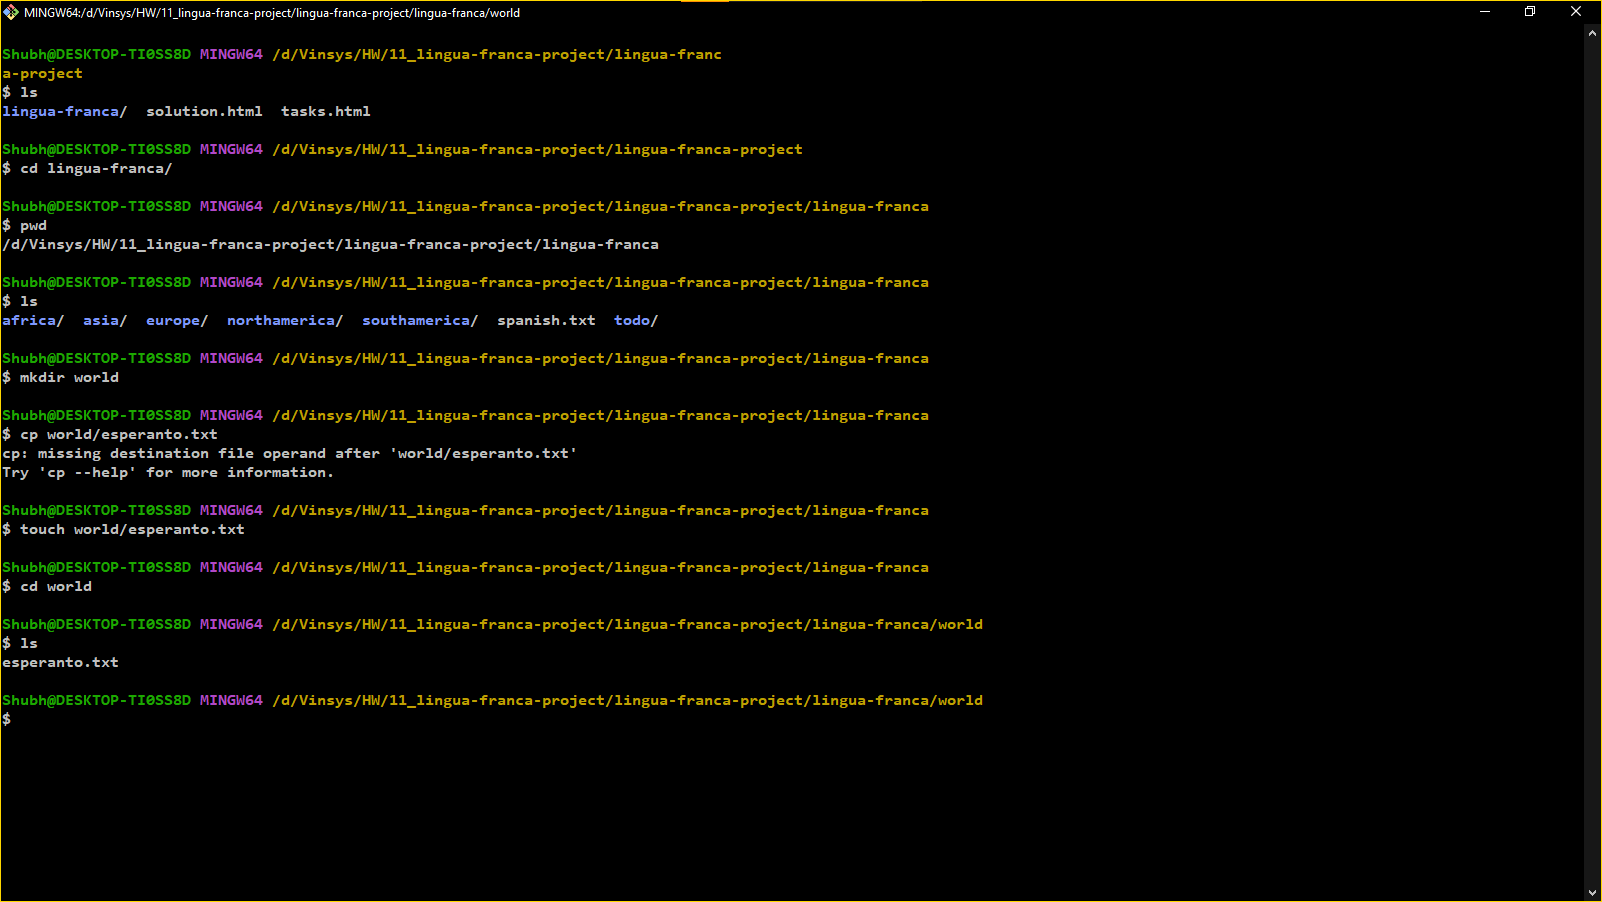 MINGW64:/d/Vinsys/HW/11_lingua-franca-project/lingua-franca-project/lingua-franca/world
Shubh@DESKTOP-TI0SS8D MINGW64 /d/Vinsys/HW/11_lingua-franca-project/lingua-franc
a-project
$ ls
lingua-franca/  solution.html  tasks.html
Shubh@DESKTOP-TI0SS8D MINGW64 /d/Vinsys/HW/11_lingua-franca-project/lingua-franca-project
$ cd lingua-franca/
Shubh@DESKTOP-TI0SS8D MINGW64 /d/Vinsys/HW/11_lingua-franca-project/lingua-franca-project/lingua-franca
$ pwd
/d/Vinsys/HW/11_lingua-franca-project/lingua-franca-project/lingua-franca
Shubh@DESKTOP-TI0SS8D MINGW64 /d/Vinsys/HW/11_lingua-franca-project/lingua-franca-project/lingua-franca
$ ls
africa/  asia/  europe/  northamerica/  southamerica/  spanish.txt  todo/
Shubh@DESKTOP-TI0SS8D MINGW64 /d/Vinsys/HW/11_lingua-franca-project/lingua-franca-project/lingua-franca
$ mkdir world
Shubh@DESKTOP-TI0SS8D MINGW64 /d/Vinsys/HW/11_lingua-franca-project/lingua-franca-project/lingua-franca
$ cp world/esperanto.txt
cp: missing destination file operand after 'world/esperanto.txt'
Try 'cp --help' for more information.
Shubh@DESKTOP-TI0SS8D MINGW64 /d/Vinsys/HW/11_lingua-franca-project/lingua-franca-project/lingua-franca
$ touch world/esperanto.txt
Shubh@DESKTOP-TI0SS8D MINGW64 /d/Vinsys/HW/11_lingua-franca-project/lingua-franca-project/lingua-franca
$ cd world
Shubh@DESKTOP-TI0SS8D MINGW64 /d/Vinsys/HW/11_lingua-franca-project/lingua-franca-project/lingua-franca/world
$ ls
esperanto.txt
Shubh@DESKTOP-TI0SS8D MINGW64 /d/Vinsys/HW/11_lingua-franca-project/lingua-franca-project/lingua-franca/world
$